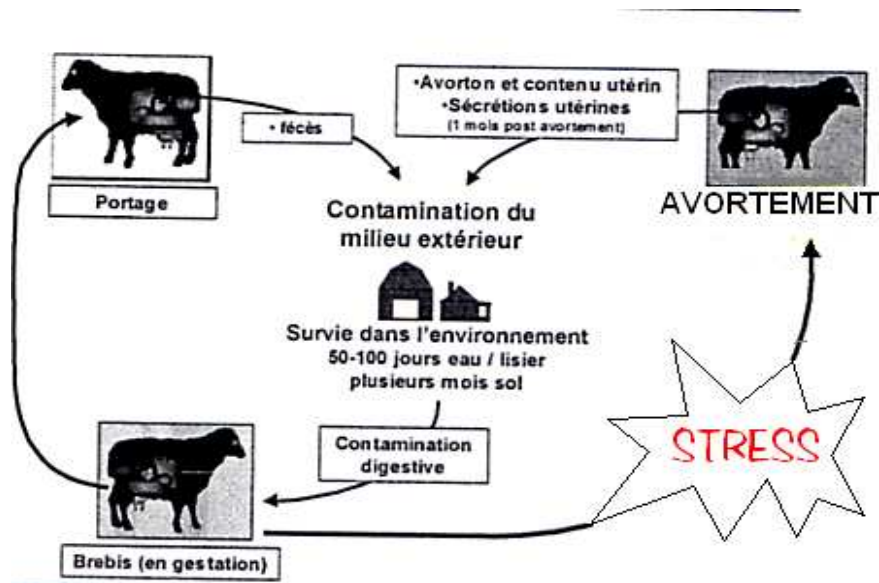 • fécès
•Avorton et contenu utérin
•Sécrétions utérines
(1 mois post avortement)
Portage
AVORTEMENT
Contamination du
milieu extérieur
Survie dans l'environnement
50-100 jours eau / lisier
plusieurs mois sol
STRESS
Contamination
digestive
Brebis (en gestation)